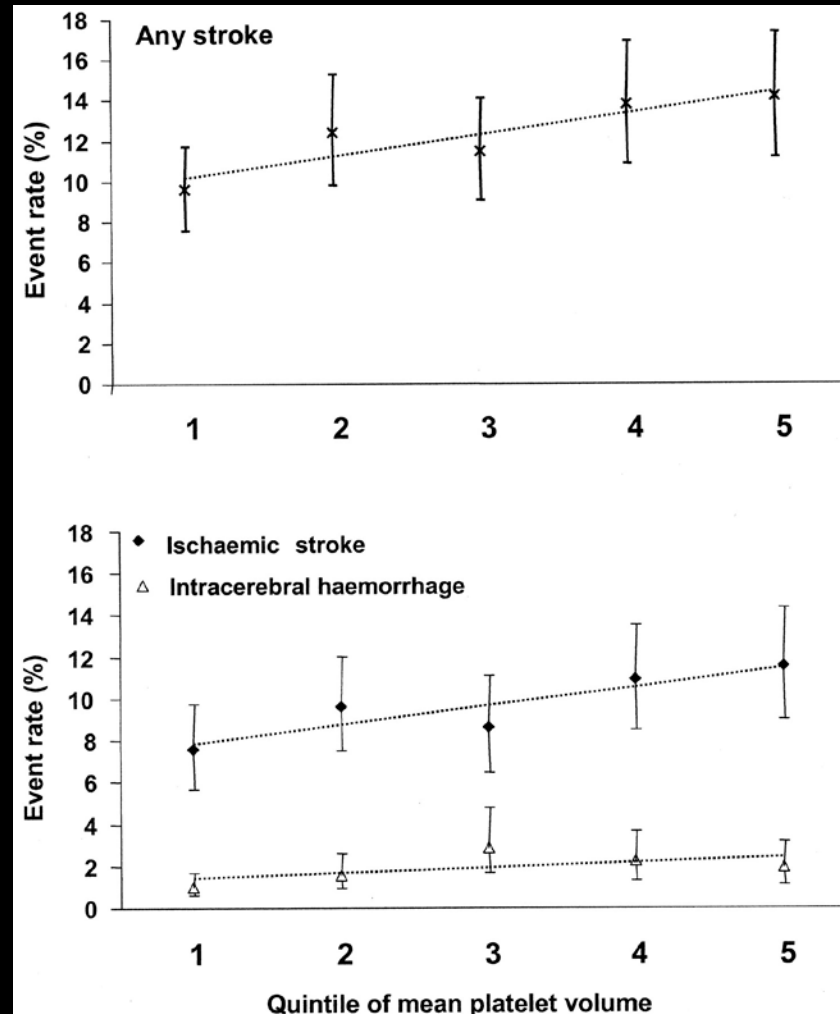 Any stroke
Event rate (%)
18
16
14
12
10
8
6
4
2
0
1 2 3 4 5
Ischaemic stroke
Intracerebral haemorrhage
Event rate (%)
18
16
14
12
10
8
6
4
2
0
1 2 3 4 5
Quintile of mean platelet volume